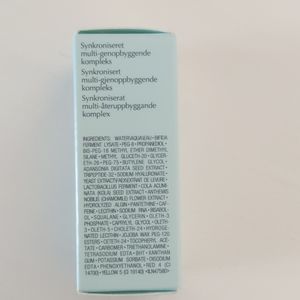 Synkroniseret
multi-genopbyggende
kompleks
Synkronisert
multi-gjenoppbyggende
kompleks
Synkroniserat
multi-återuppbyggande
komplex
INGREDIENTS: WATER\AQUA\EAU • BIFIDA
FERMENT LYSATE • PEG-8 • PROPANEDIOL •
BIS-PEG-18 METHYL ETHER DIMETHYL
SILANE • METHYL GLUCETH-20 • GLYCER-
ETH-26 • PEG-75 • BUTYLENE GLYCOL •
ADANSONIA DIGITATA SEED EXTRACT •
TRIPEPTIDE-32 • SODIUM HYALURONATE •
YEAST EXTRACT\FAEX\EXTRAIT DE LEVURE •
LACTOBACILLUS FERMENT • COLA ACUMI-
NATA (KOLA) SEED EXTRACT • ANTHEMIS
NOBILIS (CHAMOMILE) FLOWER EXTRACT •
HYDROLYZED ALGIN • PANTETHINE • CAF-
FEINE • LECITHIN • SODIUM RNA • BISABO-
LOL • SQUALANE • GLYCERIN • OLETH-3
PHOSPHATE • CAPRYLYL GLYCOL • OLETH-
3 • OLETH-5 • CHOLETH-24 • HYDROGE-
NATED LECITHIN • JOJOBA WAX PEG-120
ESTERS • CETETH-24 • TOCOPHERYL ACE-
TATE • CARBOMER • TRIETHANOLAMINE •
TETRASODIUM EDTA • BHT • XANTHAN
GUM • POTASSIUM SORBATE • DISODIUM
EDTA • PHENOXYETHANOL • RED 4 (CI
14700) • YELLOW 5 (CI 19140)